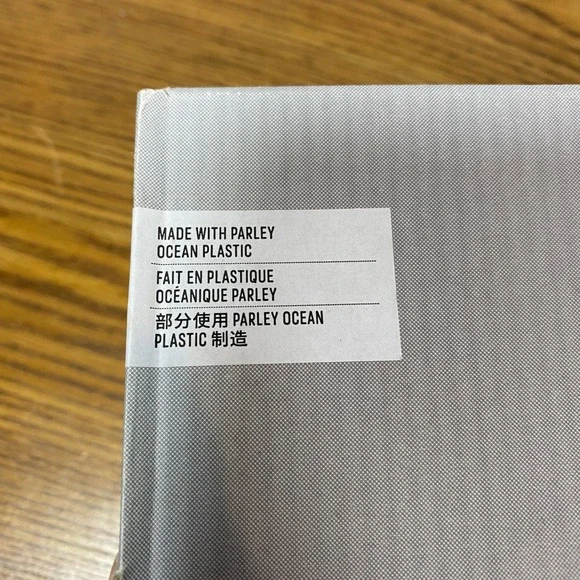 MADE WITH PARLEY
OCEAN PLASTIC
FAIT EN PLASTIQUE
OCÉANIQUE PARLEY
部分使用 PARLEY OCEAN
PLASTIC 制造